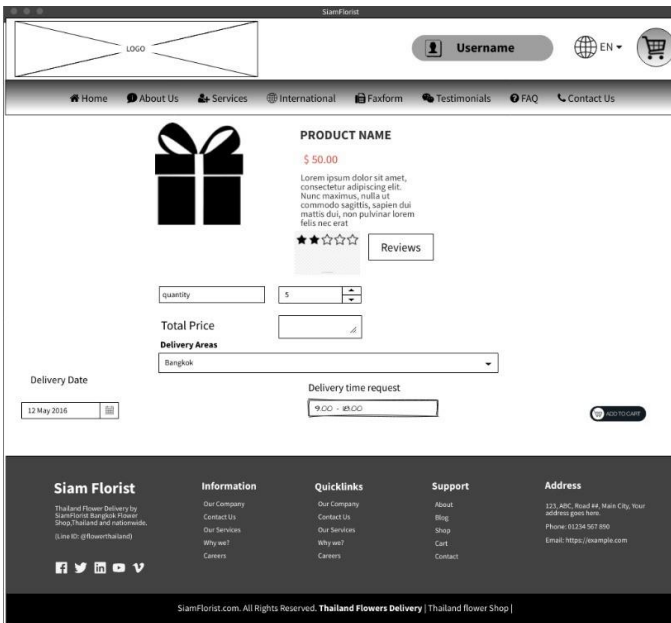 SiamFlorist
LOGO
Username
EN
Home About Us Services International Faxform Testimonials FAQ Contact Us
PRODUCT NAME
$ 50.00
Lorem ipsum dolor sit amet,
consectetur adipiscing elit.
Nunc maximus, nulla ut
commodo sagittis, sapien dui
mattis dui, non pulvinar lorem
felis nec erat
Reviews
quantity
5
Total Price
Delivery Areas
Bangkok
Delivery Date
12 May 2016
Delivery time request
9.00 - 18.00
ADD TO CART
Siam Florist
Thailand Flower Delivery by
SiamFlorist Bangkok Flower
Shop,Thailand and nationwide.
(Line ID: @flowerthailand)
Information
Our Company
Contact Us
Our Services
Why we?
Careers
Quicklinks
Our Company
Contact Us
Our Services
Why we?
Careers
Support
About
Blog
Shop
Cart
Contact
Address
123, ABC, Road ##, Main City, Your
address goes here.
Phone: 01234 567 890
Email: https://example.com
SiamFlorist.com. All Rights Reserved. Thailand Flowers Delivery | Thailand flower Shop |